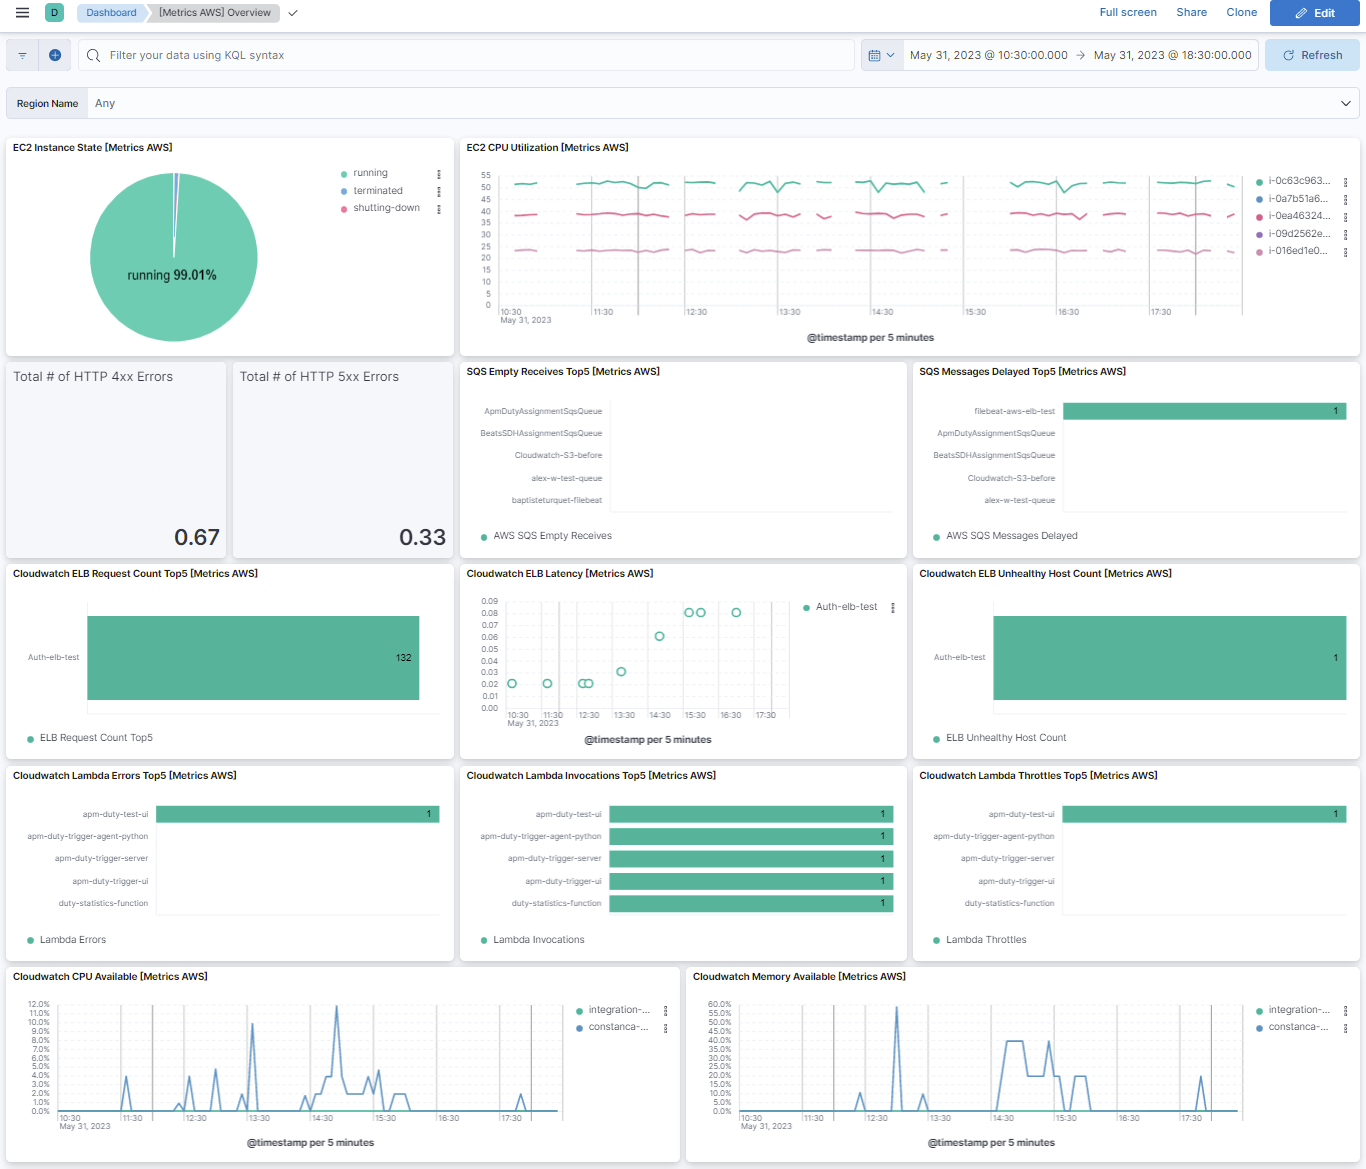 D Dashboard [Metrics AWS] Overview Full screen Share Clone Edit
Filter your data using KQL syntax May 31, 2023 @ 10:30:00.000 → May 31, 2023 @ 18:30:00.000 Refresh
Region Name Any
EC2 Instance State [Metrics AWS]
running
terminated
shutting-down
running 99.01%
EC2 CPU Utilization [Metrics AWS]
55
50
45
40
35
30
25
20
15
10
5
0
10:30 11:30 12:30 13:30 14:30 15:30 16:30 17:30
May 31, 2023
@timestamp per 5 minutes
i-0c63c963...
i-0a7b51a6...
i-0ea46324...
i-09d2562e...
i-016ed1e0...
Total # of HTTP 4xx Errors
0.67
Total # of HTTP 5xx Errors
0.33
SQS Empty Receives Top5 [Metrics AWS]
ApmDutyAssignmentSqsQueue
BeatsSDHAssignmentSqsQueue
Cloudwatch-S3-before
alex-w-test-queue
baptisteturquet-filebeat
AWS SQS Empty Receives
SQS Messages Delayed Top5 [Metrics AWS]
filebeat-aws-elb-test 1
ApmDutyAssignmentSqsQueue
BeatsSDHAssignmentSqsQueue
Cloudwatch-S3-before
alex-w-test-queue
AWS SQS Messages Delayed
Cloudwatch ELB Request Count Top5 [Metrics AWS]
Auth-elb-test 132
ELB Request Count Top5
Cloudwatch ELB Latency [Metrics AWS]
0.09
0.08
0.07
0.06
0.05
0.04
0.03
0.02
0.01
0.00
10:30 11:30 12:30 13:30 14:30 15:30 16:30 17:30
May 31, 2023
@timestamp per 5 minutes
Auth-elb-test
Cloudwatch ELB Unhealthy Host Count [Metrics AWS]
Auth-elb-test 1
ELB Unhealthy Host Count
Cloudwatch Lambda Errors Top5 [Metrics AWS]
apm-duty-test-ui 1
apm-duty-trigger-agent-python
apm-duty-trigger-server
apm-duty-trigger-ui
duty-statistics-function
Lambda Errors
Cloudwatch Lambda Invocations Top5 [Metrics AWS]
apm-duty-test-ui 1
apm-duty-trigger-agent-python 1
apm-duty-trigger-server 1
apm-duty-trigger-ui 1
duty-statistics-function 1
Lambda Invocations
Cloudwatch Lambda Throttles Top5 [Metrics AWS]
apm-duty-test-ui 1
apm-duty-trigger-agent-python
apm-duty-trigger-server
apm-duty-trigger-ui
duty-statistics-function
Lambda Throttles
Cloudwatch CPU Available [Metrics AWS]
12.0%
11.0%
10.0%
9.0%
8.0%
7.0%
6.0%
5.0%
4.0%
3.0%
2.0%
1.0%
0.0%
10:30 11:30 12:30 13:30 14:30 15:30 16:30 17:30
May 31, 2023
@timestamp per 5 minutes
integration-...
constanca-...
Cloudwatch Memory Available [Metrics AWS]
60.0%
55.0%
50.0%
45.0%
40.0%
35.0%
30.0%
25.0%
20.0%
15.0%
10.0%
5.0%
0.0%
10:30 11:30 12:30 13:30 14:30 15:30 16:30 17:30
May 31, 2023
@timestamp per 5 minutes
integration-...
constanca-...